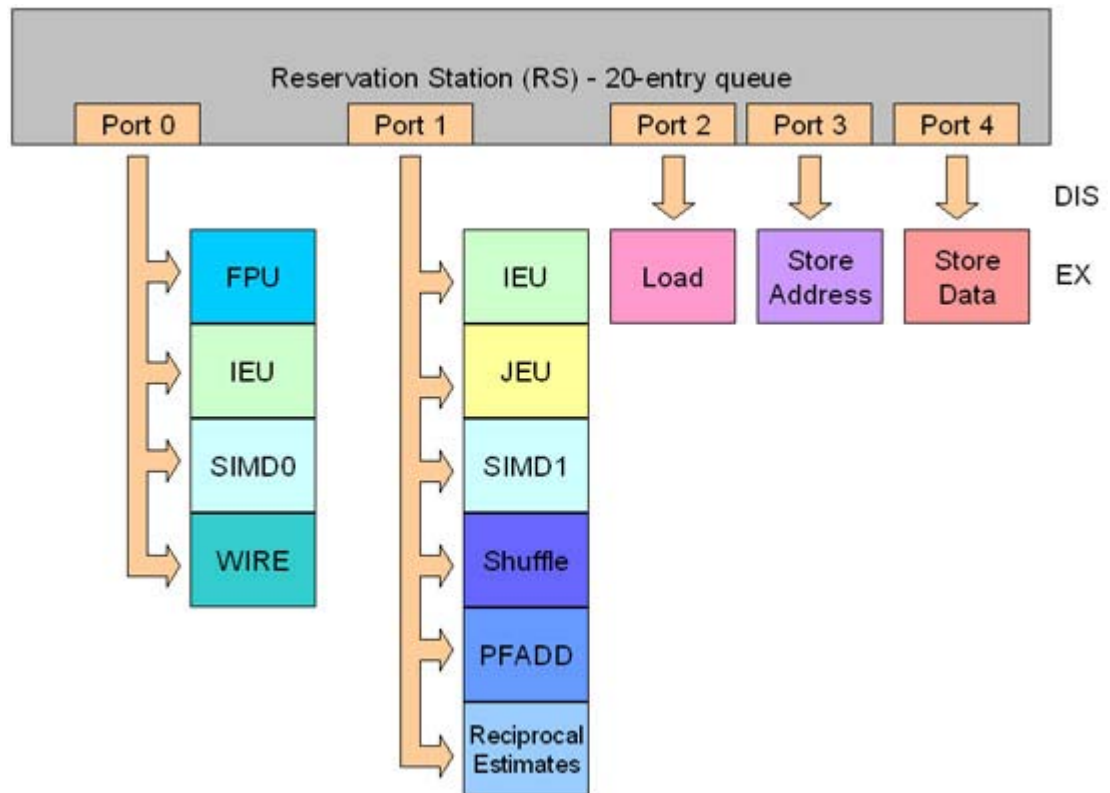 Reservation Station (RS) - 20-entry queue
Port 0
Port 1
Port 2
Port 3
Port 4
DIS
FPU
IEU
SIMD0
WIRE
IEU
JEU
SIMD1
Shuffle
PFADD
Reciprocal
Estimates
Load
Store
Address
Store
Data
EX